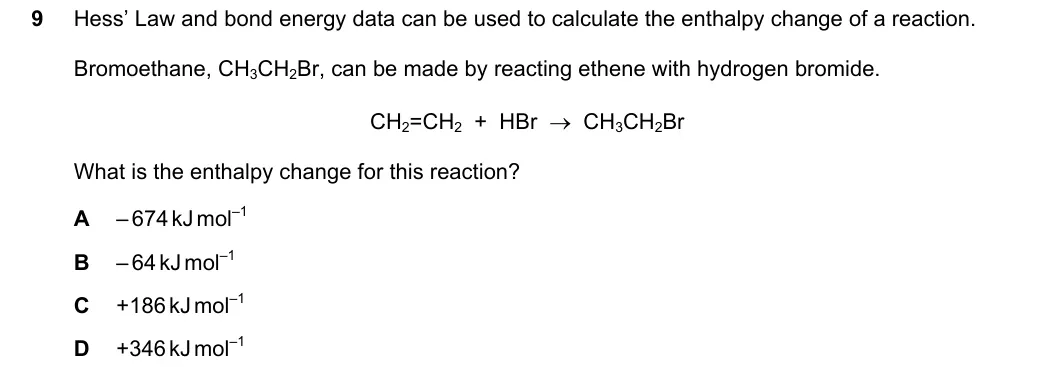 9 Hess’ Law and bond energy data can be used to calculate the enthalpy change of a reaction.
Bromoethane, CH₃CH₂Br, can be made by reacting ethene with hydrogen bromide.
CH₂=CH₂ + HBr → CH₃CH₂Br
What is the enthalpy change for this reaction?
A –674 kJ mol⁻¹
B –64 kJ mol⁻¹
C +186 kJ mol⁻¹
D +346 kJ mol⁻¹